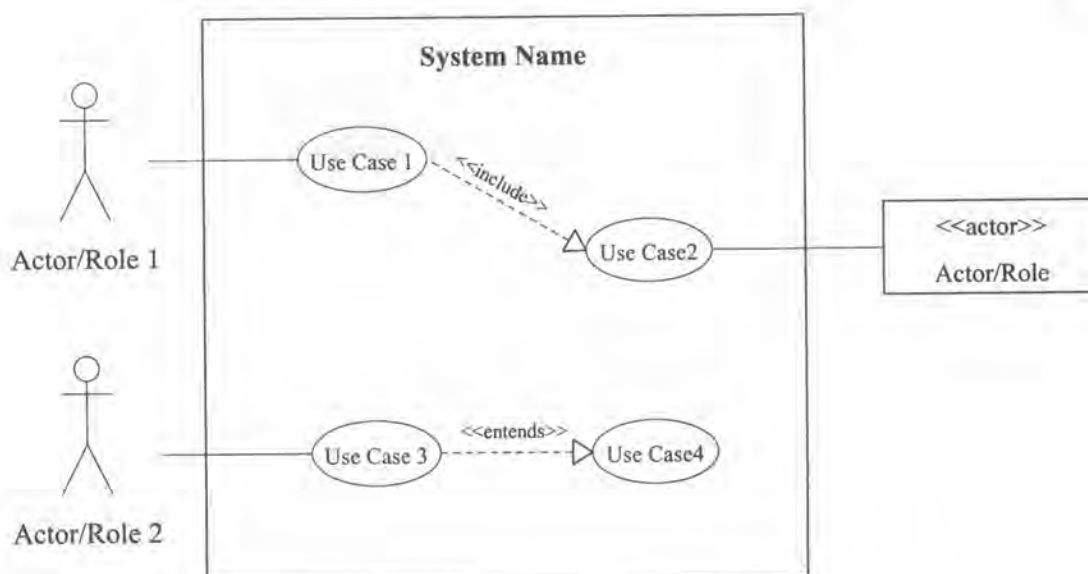 System Name
Use Case 1
<<include>>
Use Case2
<<actor>>
Actor/Role
Actor/Role 1
Use Case 3
<<entends>>
Use Case4
Actor/Role 2